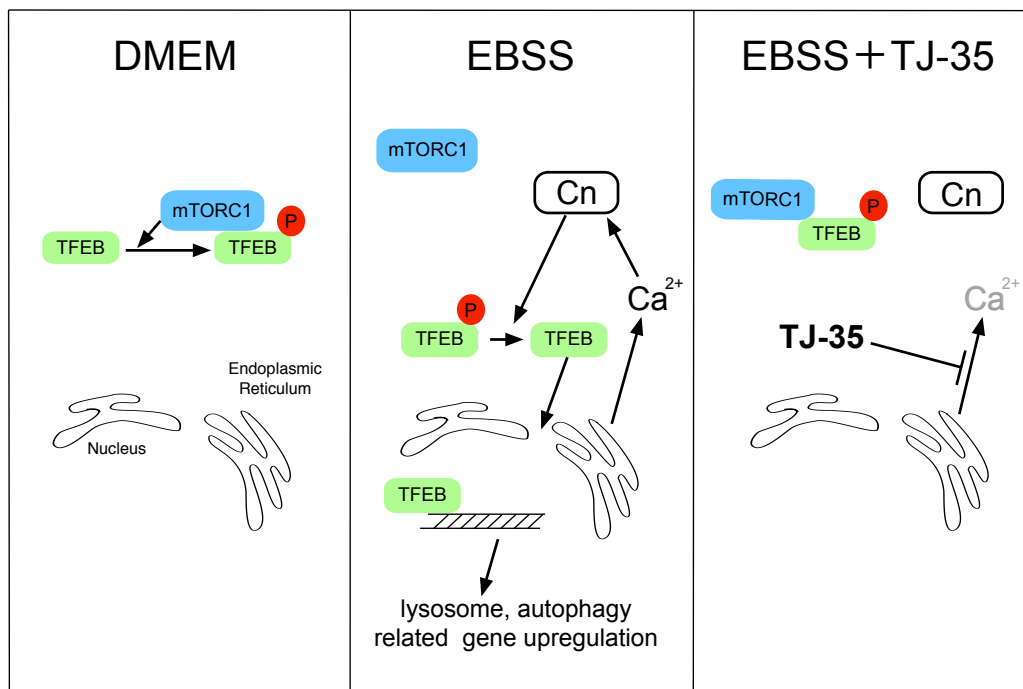 DMEM
mTORC1
P
TFEB
TFEB
Endoplasmic
Reticulum
Nucleus
EBSS
mTORC1
Cn
Ca2+
P
TFEB
TFEB
TFEB
lysosome, autophagy
related gene upregulation
EBSS+TJ-35
mTORC1
P
TFEB
Cn
Ca2+
TJ-35